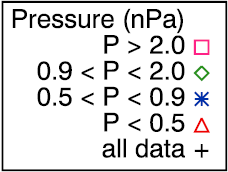 Pressure (nPa)
P > 2.0
0.9 < P < 2.0
0.5 < P < 0.9
P < 0.5
all data +